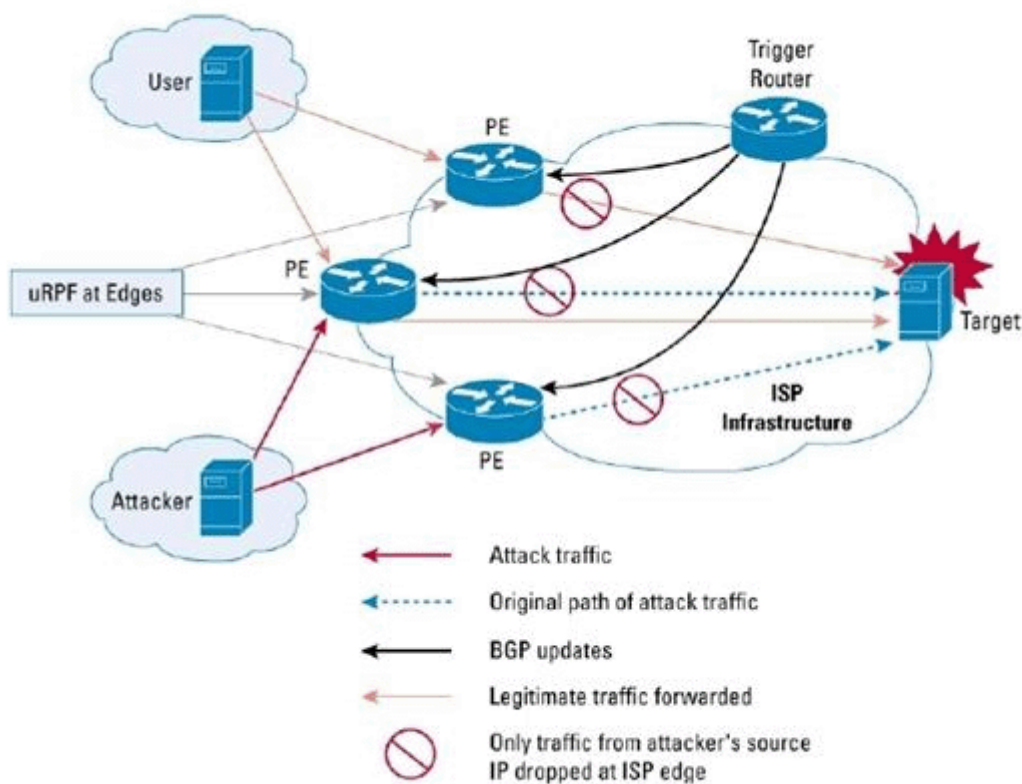 User
Trigger
Router
PE
PE
uRPF at Edges
Target
ISP
Infrastructure
PE
Attacker
Attack traffic
Original path of attack traffic
BGP updates
Legitimate traffic forwarded
Only traffic from attacker's source
IP dropped at ISP edge